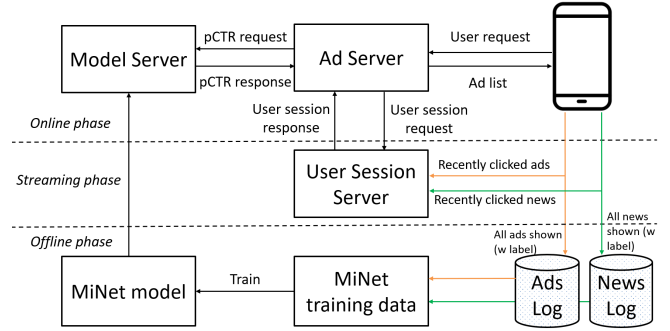 Model Server
pCTR request
pCTR response
Ad Server
User request
Ad list
Online phase
User session
response
User session
request
Streaming phase
User Session
Server
Recently clicked ads
Recently clicked news
Offline phase
All ads shown
(w label)
All news
shown (w
label)
MiNet model
Train
MiNet
training data
Ads
Log
News
Log